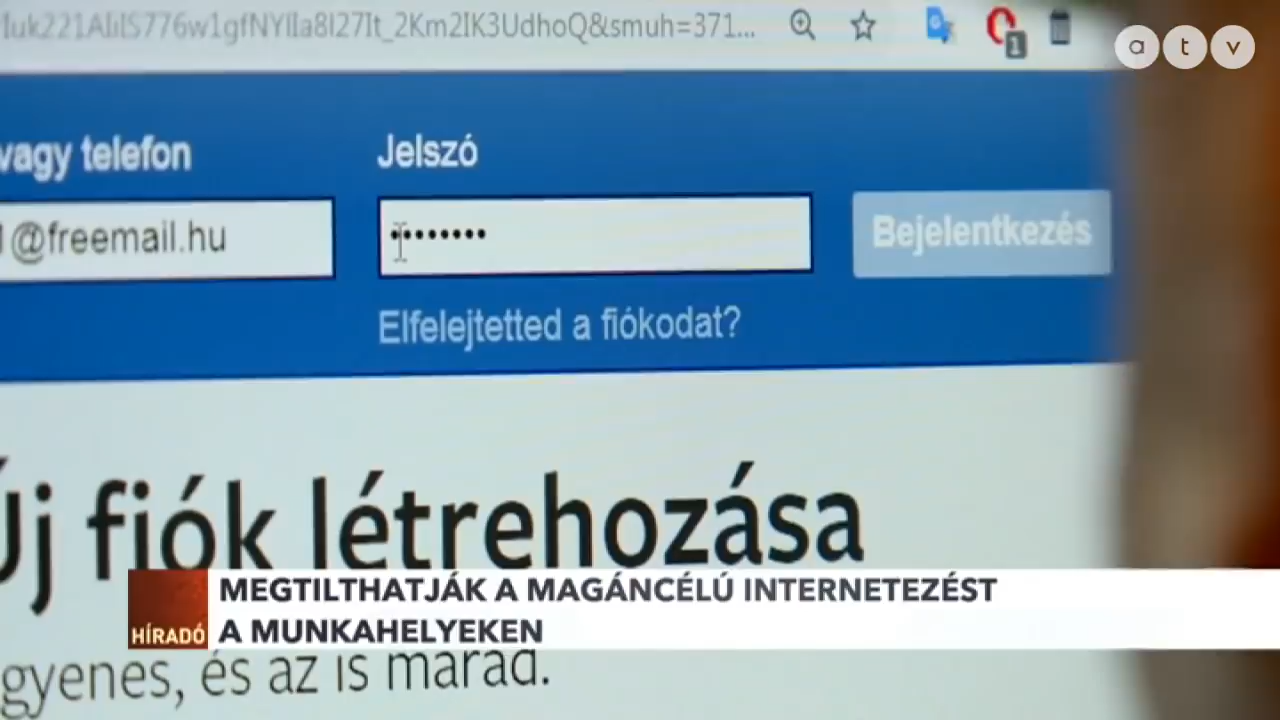 a t v
1
vagy telefon
Jelszó
@freemail.hu
••••••••
Bejelentkezés
Elfelejtetted a fiókodat?
Új fiók létrehozása
MEGTILTHATJÁK A MAGÁNCÉLÚ INTERNETEZÉST
HÍRADÓ
A MUNKAHELYEKEN
gyenes, és az is marad.